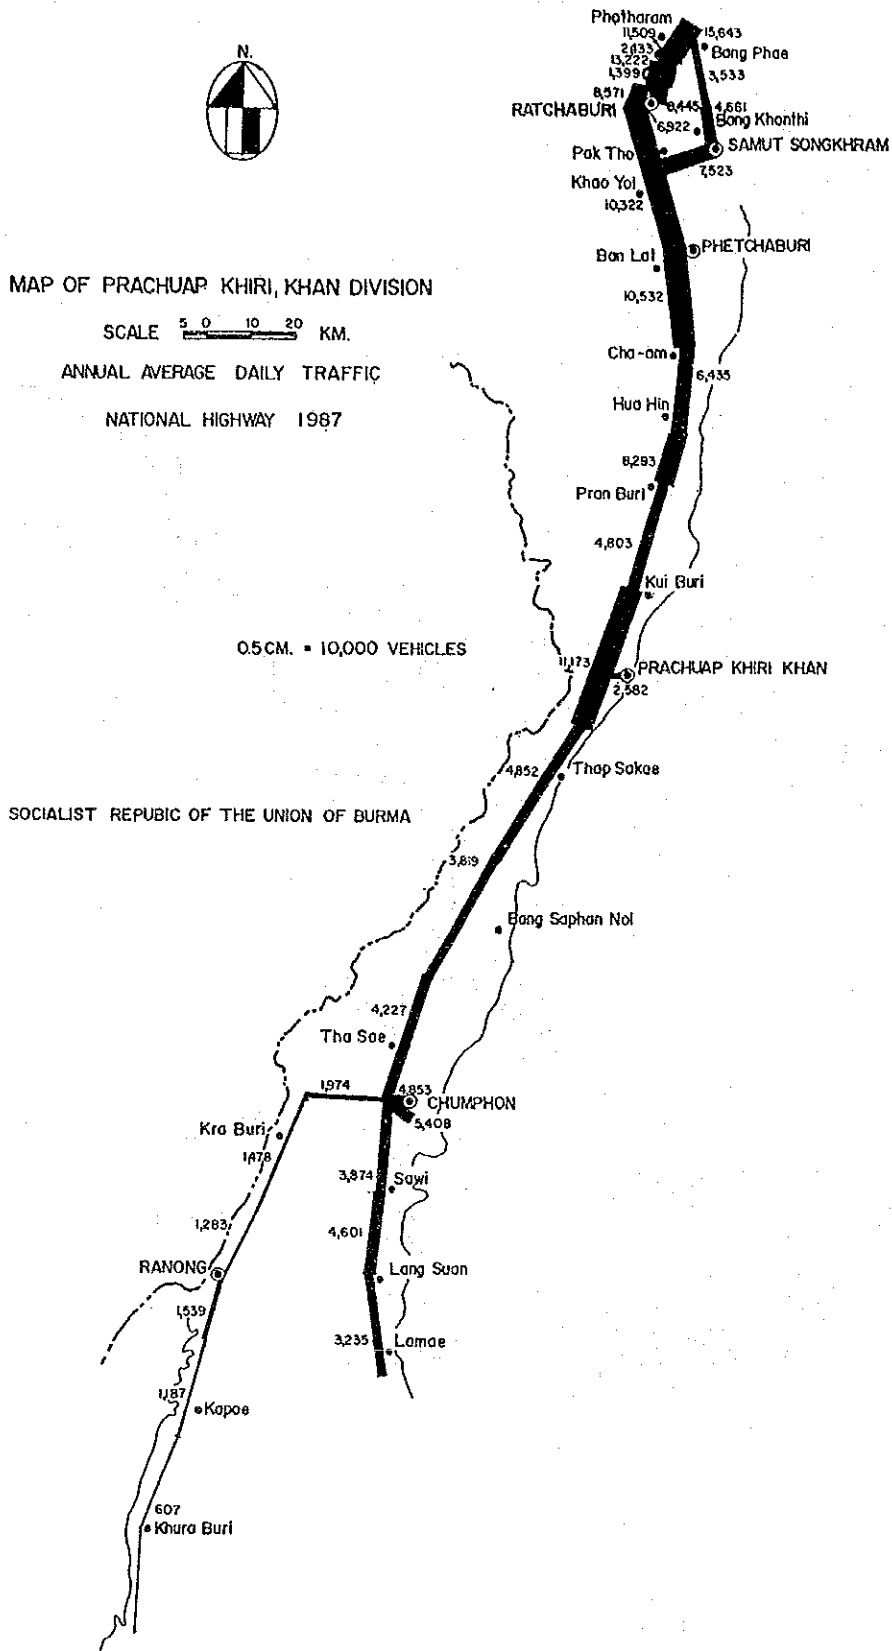 Photharam
11,509
15,643
2,133
Bang Phae
13,222
1,399
3,533
8,571
RATCHABURI
8,445
4,661
6,922
Bang Khonthi
SAMUT SONGKHRAM
Pak Tho
7,523
Khao Yoi
10,322
N.
PHETCHABURI
Ban Lat
10,532
MAP OF PRACHUAP KHIRI, KHAN DIVISION
SCALE 5 0 10 20 KM.
ANNUAL AVERAGE DAILY TRAFFIC
NATIONAL HIGHWAY 1987
Cha-am
6,435
Hua Hin
8,293
Pran Buri
4,803
Kui Buri
0.5CM. = 10,000 VEHICLES
11,173
PRACHUAP KHIRI KHAN
2,582
4,852
Thap Sakae
SOCIALIST REPUBIC OF THE UNION OF BURMA
3,819
Bang Saphan Noi
4,227
Tha Sae
1,974
4,853
CHUMPHON
5,408
Kra Buri
1,478
3,874
Sawi
1,283
4,601
RANONG
Lang Suan
1,539
3,235
Lamae
1,187
Kapoe
607
Khura Buri